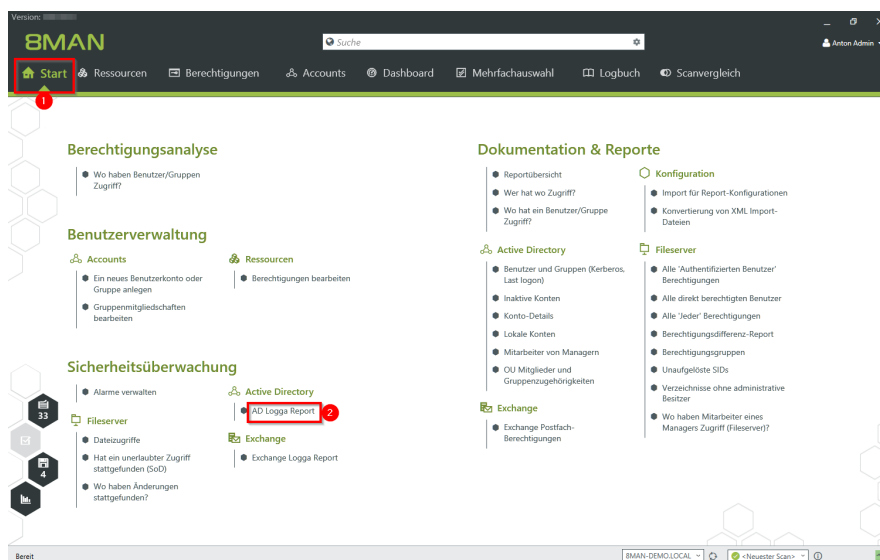 Version:
8MAN
Suche
Anton Admin
Start
Ressourcen
Berechtigungen
Accounts
Dashboard
Mehrfachauswahl
Logbuch
Scanvergleich
1
Berechtigungsanalyse
Wo haben Benutzer/Gruppen
Zugriff?
Benutzerverwaltung
Accounts
Ein neues Benutzerkonto oder
Gruppe anlegen
Gruppenmitgliedschaften
bearbeiten
Ressourcen
Berechtigungen bearbeiten
Sicherheitsüberwachung
Alarme verwalten
Fileserver
Dateizugriffe
Hat ein unerlaubter Zugriff
stattgefunden (SoD)
Wo haben Änderungen
stattgefunden?
Active Directory
AD Logga Report
2
Exchange
Exchange Logga Report
Dokumentation & Reporte
Reportübersicht
Wer hat wo Zugriff?
Wo hat ein Benutzer/Gruppe
Zugriff?
Konfiguration
Import für Report-Konfigurationen
Konvertierung von XML Import-
Dateien
Active Directory
Benutzer und Gruppen (Kerberos,
Last logon)
Inaktive Konten
Konto-Details
Lokale Konten
Mitarbeiter von Managern
OU Mitglieder und
Gruppenzugehörigkeiten
Exchange
Exchange Postfach-
Berechtigungen
Fileserver
Alle 'Authentifizierten Benutzer'
Berechtigungen
Alle direkt berechtigten Benutzer
Alle 'Jeder' Berechtigungen
Berechtigungsdifferenz-Report
Berechtigungsgruppen
Unaufgelöste SIDs
Verzeichnisse ohne administrative
Besitzer
Wo haben Mitarbeiter eines
Managers Zugriff (Fileserver)?
33
4
Bereit
8MAN-DEMO.LOCAL
<Neuester Scan>